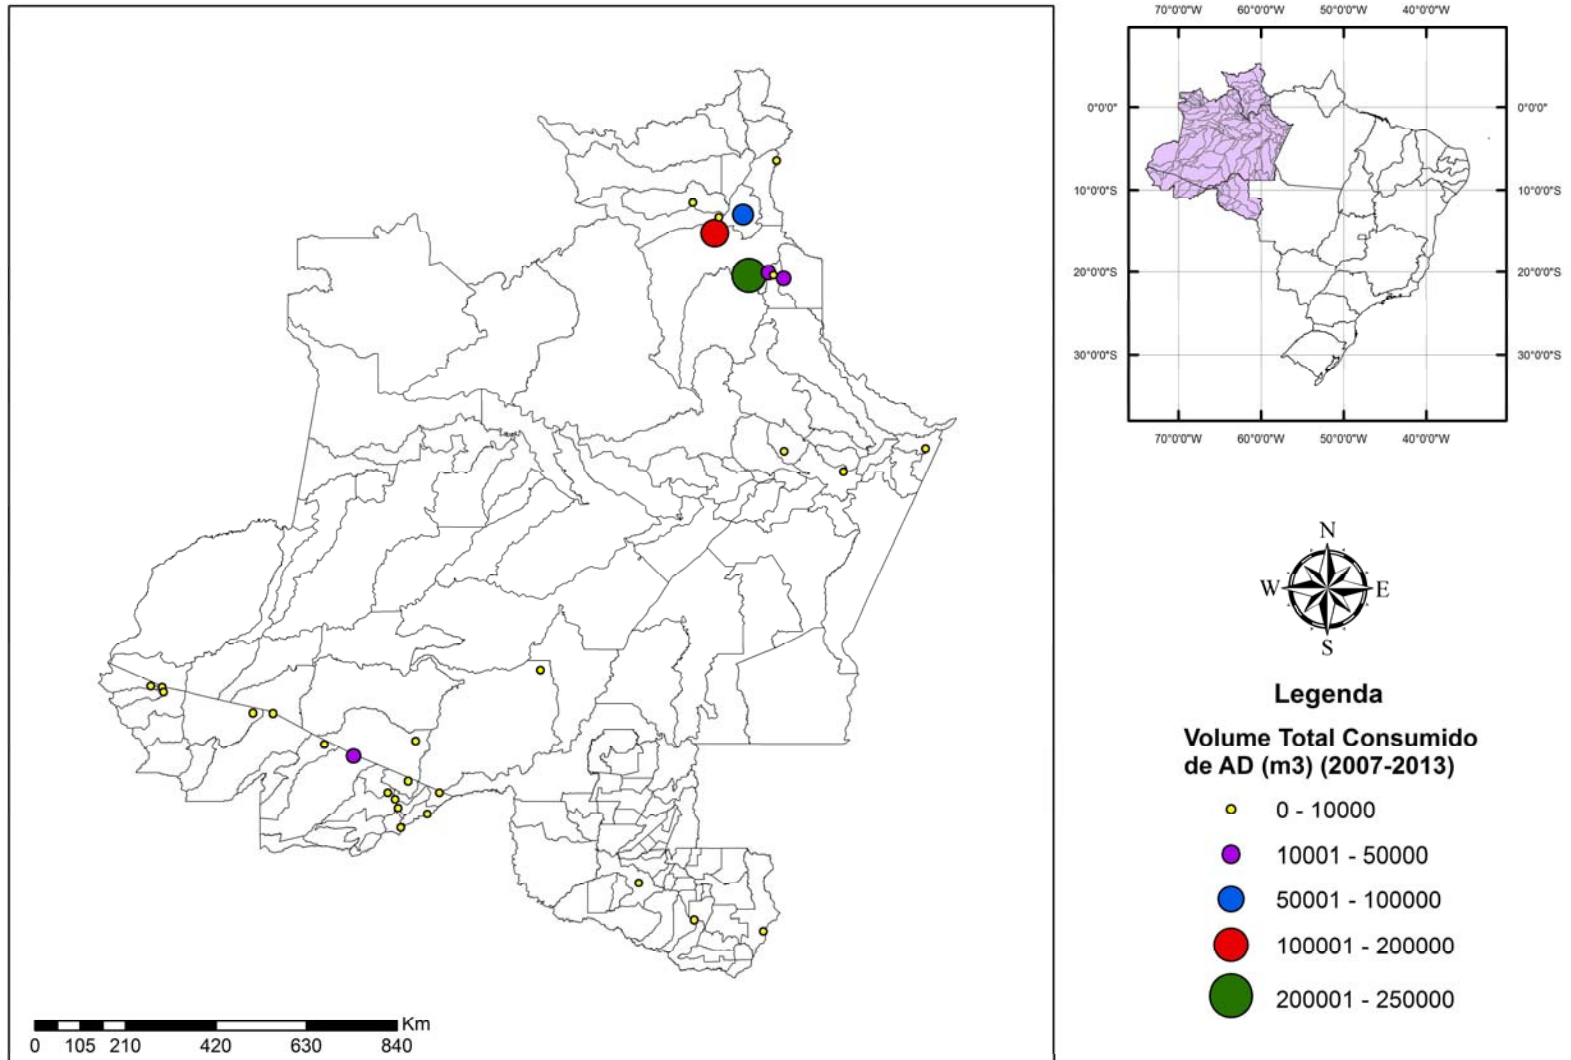 70°0'0"W 60°0'0"W 50°0'0"W 40°0'0"W
0°0'0" 0°0'0"
10°0'0"S 10°0'0"S
20°0'0"S 20°0'0"S
30°0'0"S 30°0'0"S
70°0'0"W 60°0'0"W 50°0'0"W 40°0'0"W
N
W E
S
Legenda
Volume Total Consumido
de AD (m3) (2007-2013)
0 - 10000
10001 - 50000
50001 - 100000
100001 - 200000
200001 - 250000
Km
0 105 210 420 630 840